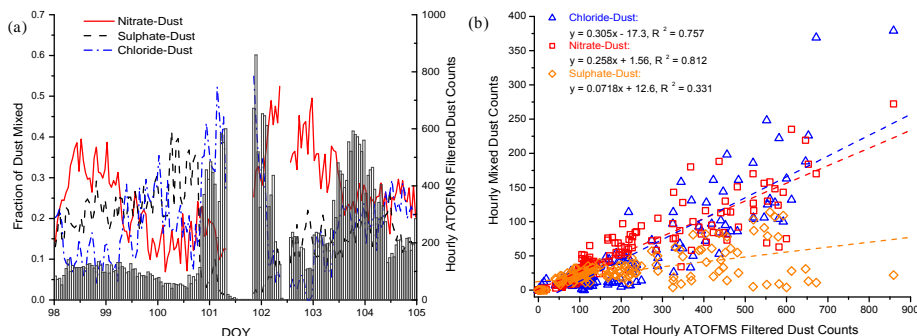 (a)
Nitrate-Dust
Sulphate-Dust
Chloride-Dust
Fraction of Dust Mixed
0.6
0.5
0.4
0.3
0.2
0.1
0.0
98 99 100 101 102 103 104 105
DOY
1000
800
600
400
200
0
Hourly ATOFMS Filtered Dust Counts
(b)
Chloride-Dust:
y = 0.305x - 17.3, R² = 0.757
Nitrate-Dust:
y = 0.258x + 1.56, R² = 0.812
Sulphate-Dust:
y = 0.0718x + 12.6, R² = 0.331
Hourly Mixed Dust Counts
400
350
300
250
200
150
100
50
0
0 100 200 300 400 500 600 700 800 900
Total Hourly ATOFMS Filtered Dust Counts